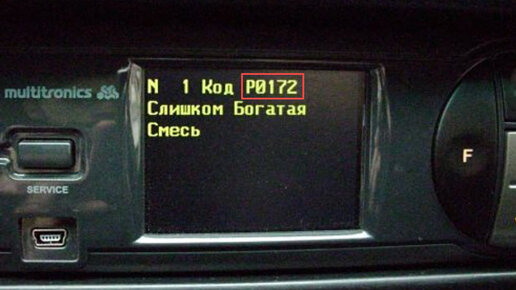 multitronics
N 1 Код P0172
Слишком Богатая
Смесь
SERVICE
F